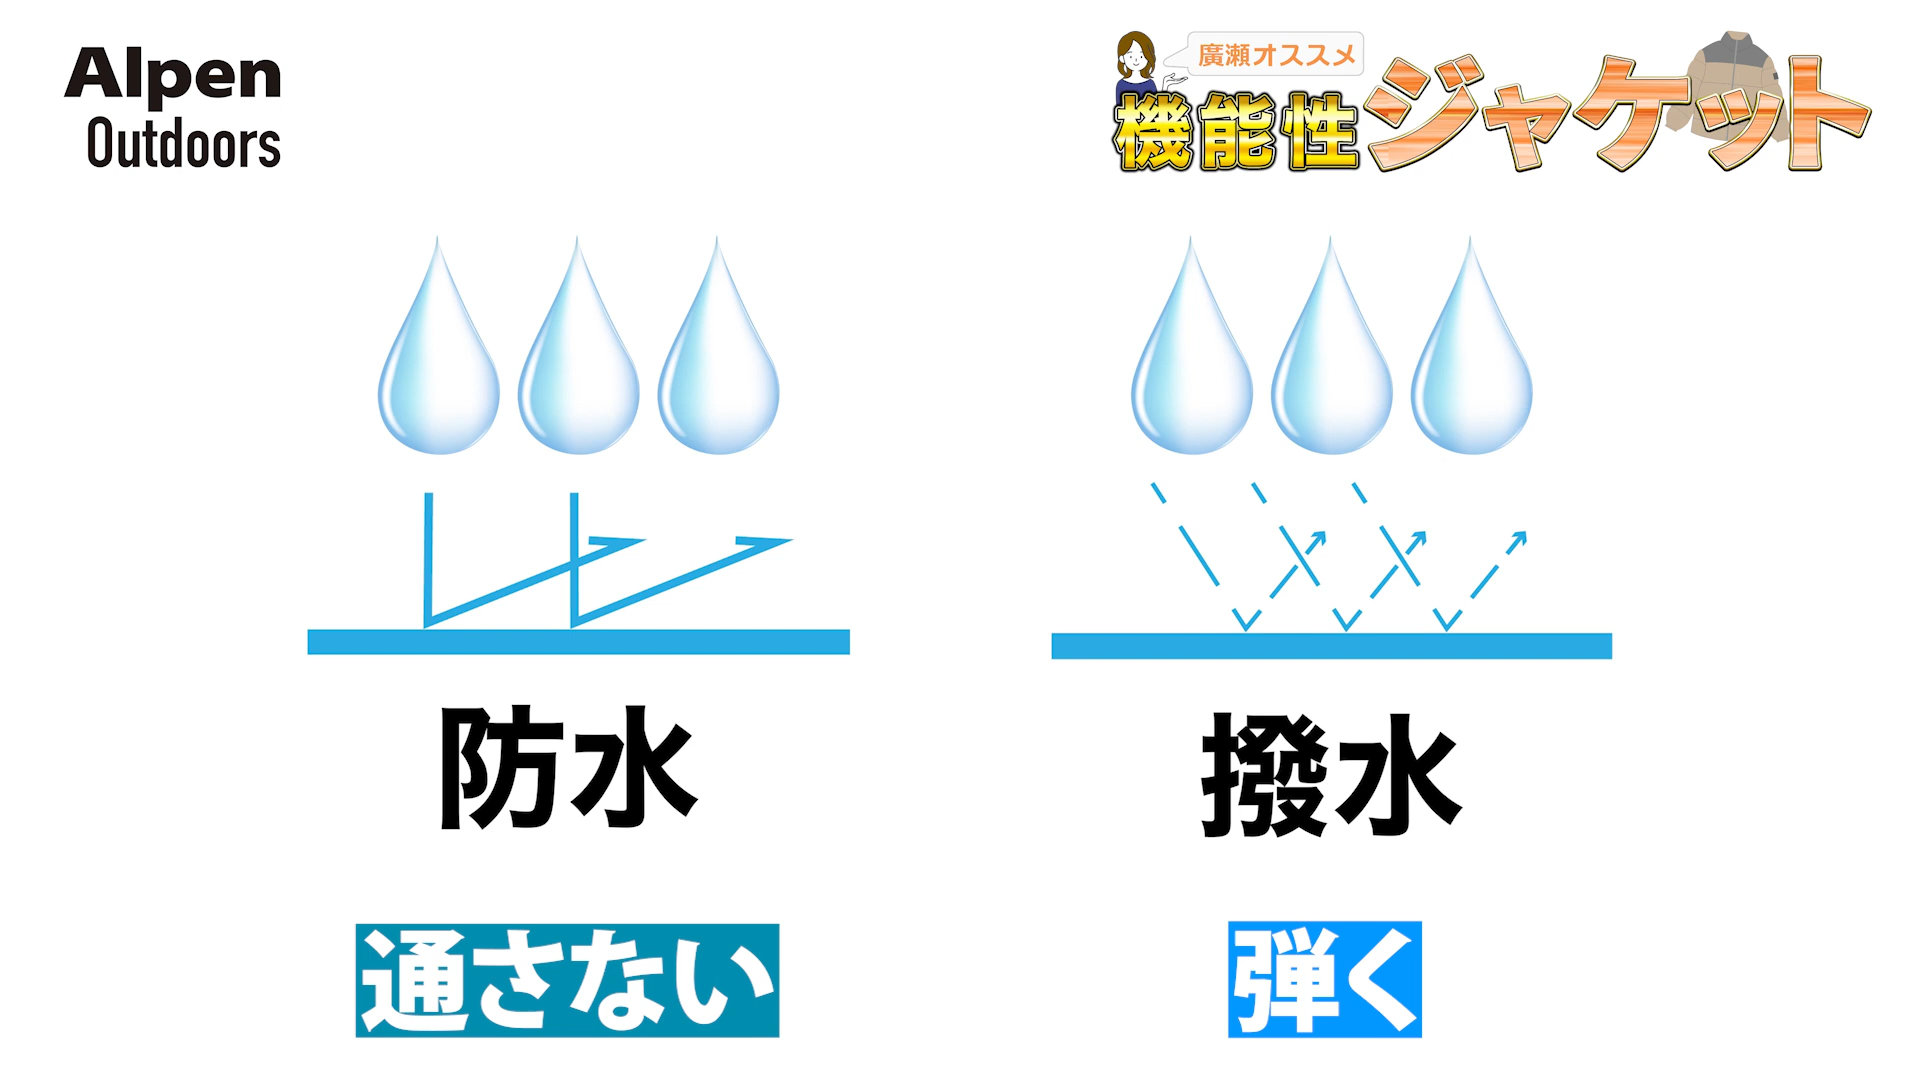 Alpen
Outdoors
廣瀬オススメ
機能性ジャケット
防水
撥水
通さない
弾く